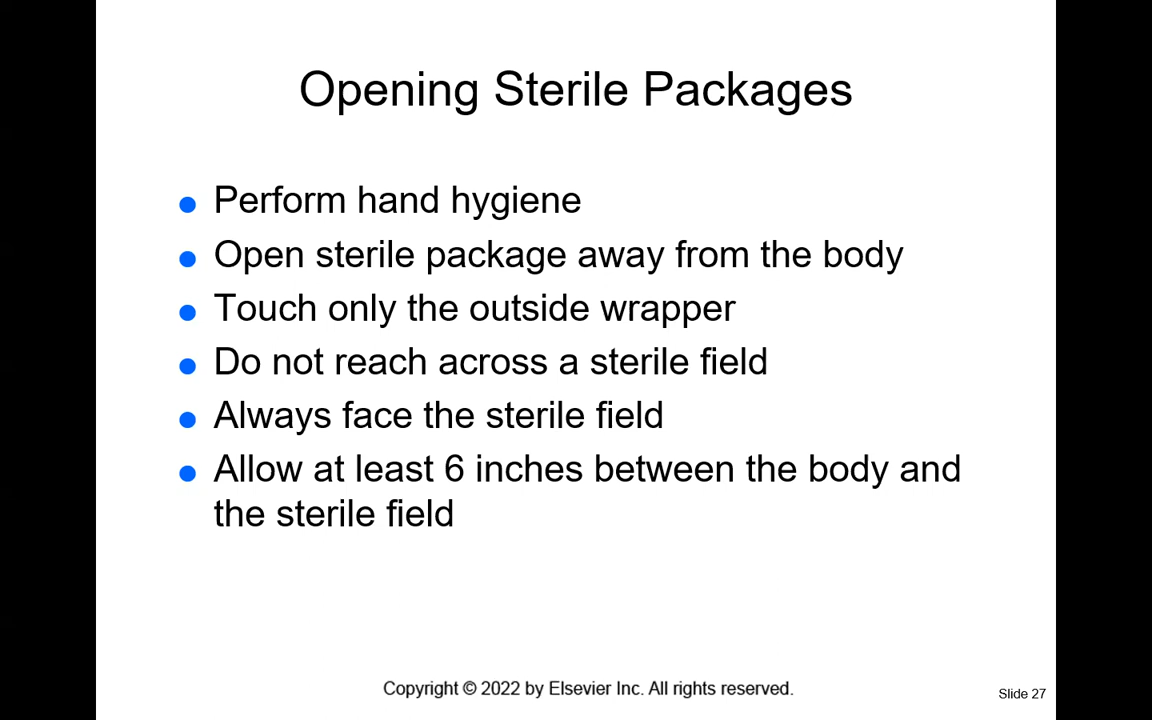 Opening Sterile Packages
● Perform hand hygiene
● Open sterile package away from the body
● Touch only the outside wrapper
● Do not reach across a sterile field
● Always face the sterile field
● Allow at least 6 inches between the body and
the sterile field
Copyright © 2022 by Elsevier Inc. All rights reserved.
Slide 27